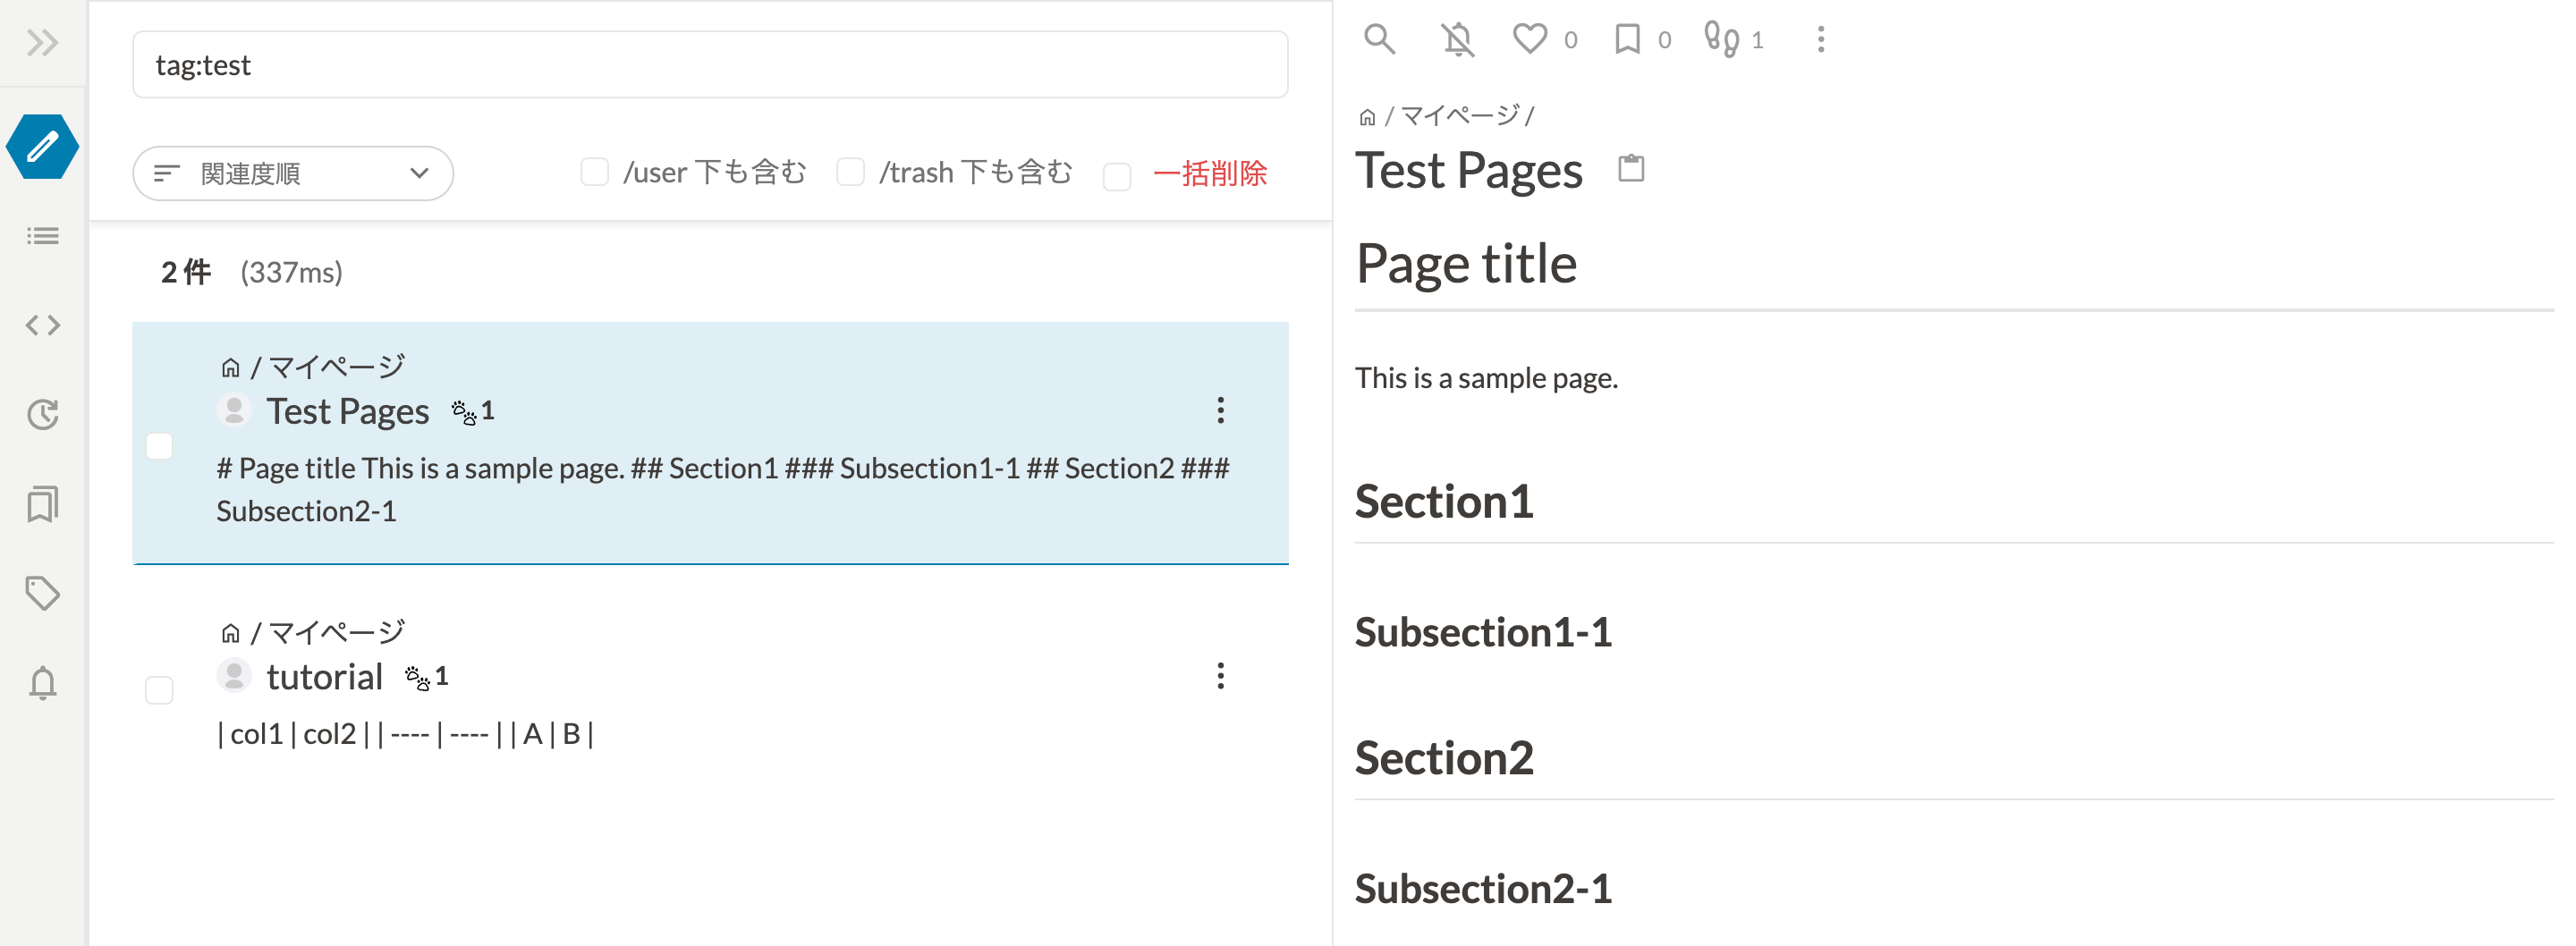 tag:test
関連度順
/user 下も含む
/trash 下も含む
一括削除
2 件 (337ms)
/ マイページ
Test Pages 1
# Page title This is a sample page. ## Section1 ### Subsection1-1 ## Section2 ###
Subsection2-1
/ マイページ
tutorial 1
| col1 | col2 | | ---- | ---- | | A | B |
0 0 1
/ マイページ /
Test Pages
Page title
This is a sample page.
Section1
Subsection1-1
Section2
Subsection2-1